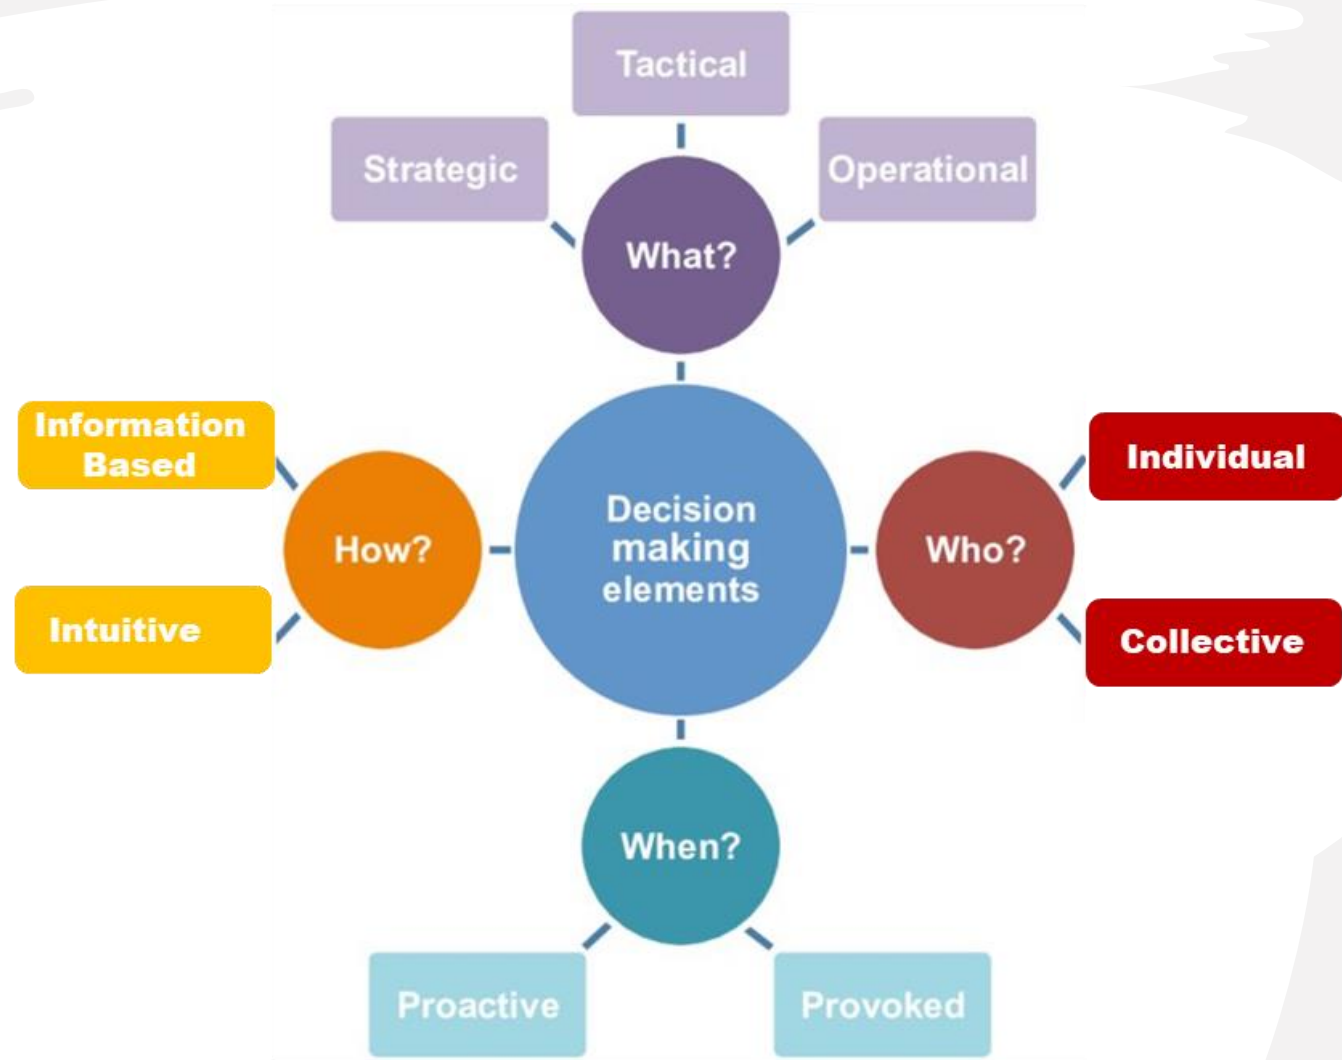 Tactical
Strategic
Operational
What?
Information
Based
Individual
How?
Decision
making
elements
Who?
Intuitive
Collective
When?
Proactive
Provoked